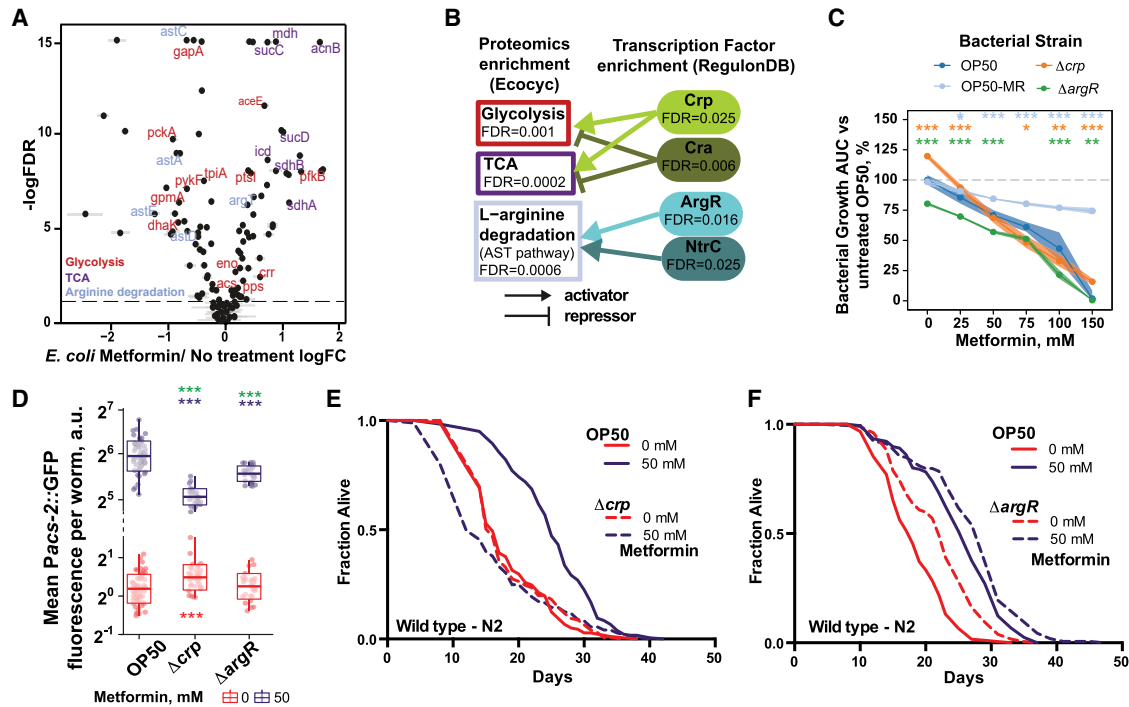 A
-logFDR
15
10
5
0
astC
mdh
gapA
sucC
acnB
aceE
pckA
sucD
astA
icd
sdhB
tpiA
ptsI
pfkB
pykF
gpmA
sdhA
dhaK
eno
crr
acs
pps
Glycolysis
TCA
Arginine degradation
−2
−1
0
1
2
E. coli Metformin/ No treatment logFC
B
Proteomics
enrichment
(Ecocyc)
Transcription Factor
enrichment (RegulonDB)
Glycolysis
FDR=0.001
TCA
FDR=0.0002
L−arginine
degradation
(AST pathway)
FDR=0.0006
Crp
FDR=0.025
Cra
FDR=0.006
ArgR
FDR=0.016
NtrC
FDR=0.025
activator
repressor
C
Bacterial Strain
OP50
Δcrp
OP50-MR
ΔargR
Bacterial Growth AUC vs
untreated OP50, %
150
125
100
75
50
25
0
* *** *** *** ***
*** *** * ** ***
*** *** *** *** **
0 25 50 75 100 150
Metformin, mM
D
Mean Pacs-2::GFP
fluorescence per worm, a.u.
2^7
2^6
2^5
2^1
2^0
2^-1
*** ***
*** ***
***
OP50
Δcrp
ΔargR
Metformin, mM 0 50
E
Fraction Alive
1.0
0.5
0.0
OP50
0 mM
50 mM
Δcrp
0 mM
50 mM
Metformin
Wild type - N2
0 10 20 30 40 50
Days
F
Fraction Alive
1.0
0.5
0.0
OP50
0 mM
50 mM
ΔargR
0 mM
50 mM
Metformin
Wild type - N2
0 10 20 30 40 50
Days